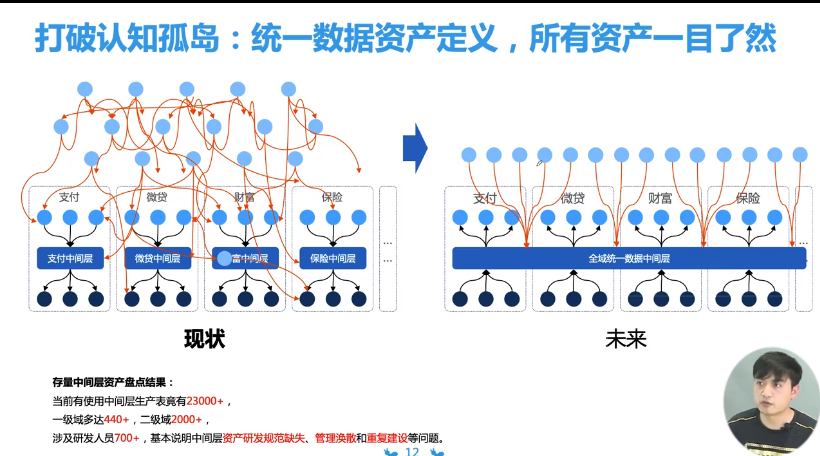 打破认知孤岛：统一数据资产定义，所有资产一目了然
支付 微贷 财富 保险
支付中间层 微贷中间层 富中间层 保险中间层
...
...
现状
支付 微贷 财富 保险
全域统一数据中间层
...
未来
存量中间层资产盘点结果：
当前有使用中间层生产表竟有23000+，
一级域多达440+，二级域2000+，
涉及研发人员700+，基本说明中间层资产研发规范缺失、管理涣散和重复建设等问题。
12